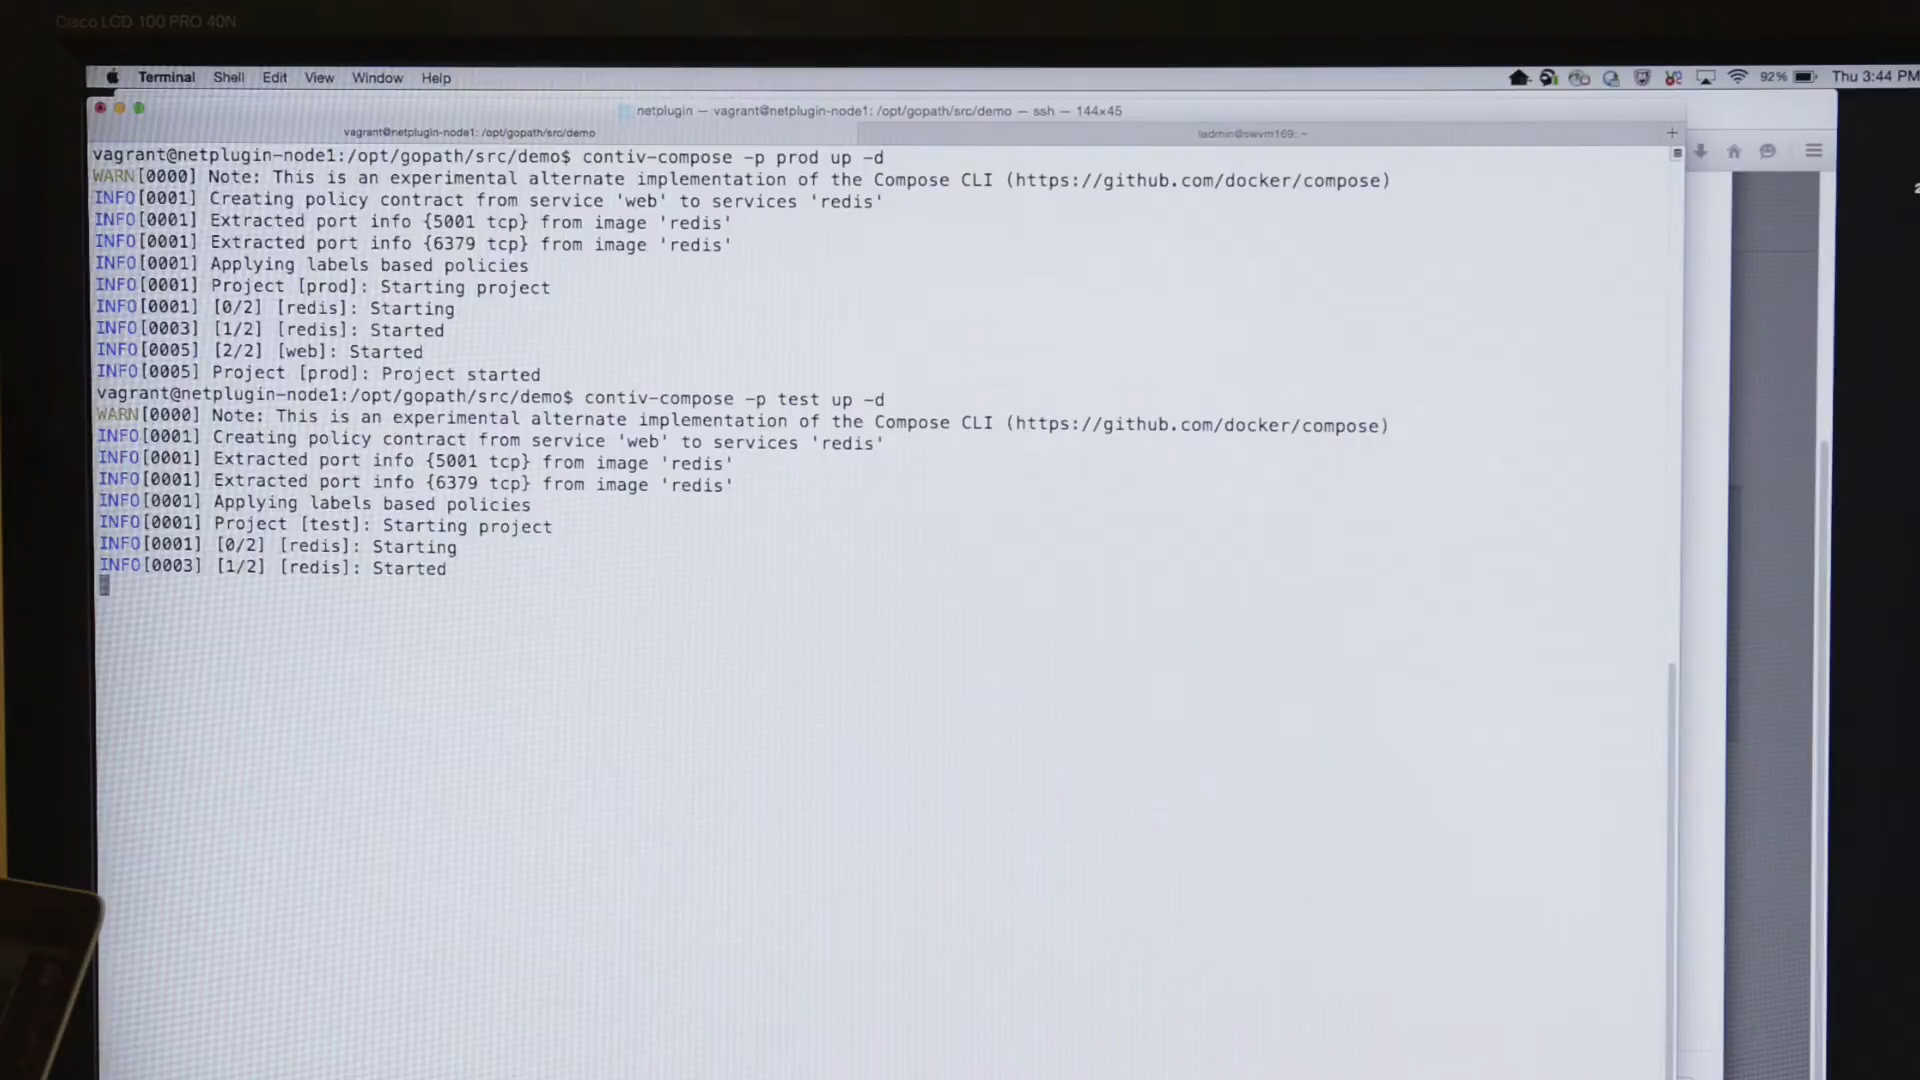 Cisco LCD 100 PRO 40N
Terminal Shell Edit View Window Help
92% Thu 3:44 PM
netplugin — vagrant@netplugin-node1: /opt/gopath/src/demo — ssh — 144×45
vagrant@netplugin-node1: /opt/gopath/src/demo
ladmin@swvm169: ~
vagrant@netplugin-node1:/opt/gopath/src/demo$ contiv-compose -p prod up -d
WARN[0000] Note: This is an experimental alternate implementation of the Compose CLI (https://github.com/docker/compose)
INFO[0001] Creating policy contract from service 'web' to services 'redis'
INFO[0001] Extracted port info {5001 tcp} from image 'redis'
INFO[0001] Extracted port info {6379 tcp} from image 'redis'
INFO[0001] Applying labels based policies
INFO[0001] Project [prod]: Starting project
INFO[0001] [0/2] [redis]: Starting
INFO[0003] [1/2] [redis]: Started
INFO[0005] [2/2] [web]: Started
INFO[0005] Project [prod]: Project started
vagrant@netplugin-node1:/opt/gopath/src/demo$ contiv-compose -p test up -d
WARN[0000] Note: This is an experimental alternate implementation of the Compose CLI (https://github.com/docker/compose)
INFO[0001] Creating policy contract from service 'web' to services 'redis'
INFO[0001] Extracted port info {5001 tcp} from image 'redis'
INFO[0001] Extracted port info {6379 tcp} from image 'redis'
INFO[0001] Applying labels based policies
INFO[0001] Project [test]: Starting project
INFO[0001] [0/2] [redis]: Starting
INFO[0003] [1/2] [redis]: Started